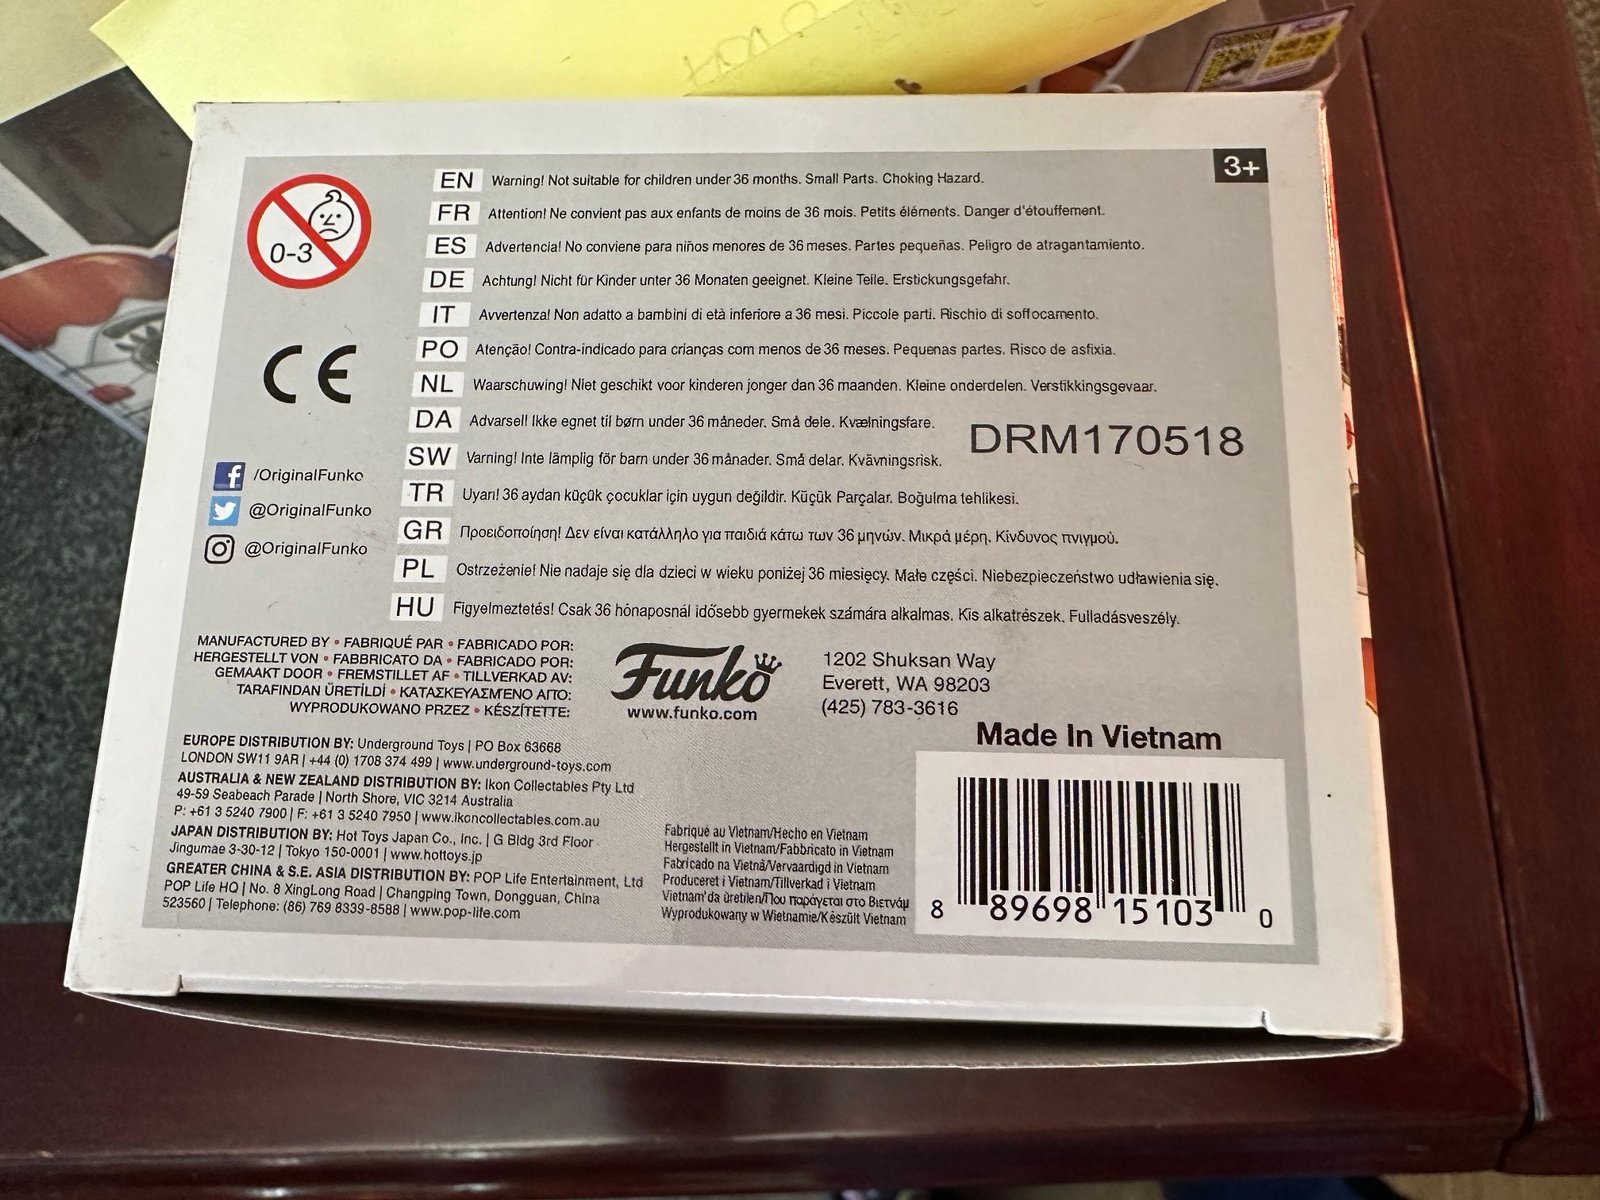 3+
0-3
EN Warning! Not suitable for children under 36 months. Small Parts. Choking Hazard.
FR Attention! Ne convient pas aux enfants de moins de 36 mois. Petits éléments. Danger d'étouffement.
ES Advertencia! No conviene para niños menores de 36 meses. Partes pequeñas. Peligro de atragantamiento.
DE Achtung! Nicht für Kinder unter 36 Monaten geeignet. Kleine Teile. Erstickungsgefahr.
IT Avvertenza! Non adatto a bambini di età inferiore a 36 mesi. Piccole parti. Rischio di soffocamento.
PO Atenção! Contra-indicado para crianças com menos de 36 meses. Pequenas partes. Risco de asfixia.
NL Waarschuwing! Niet geschikt voor kinderen jonger dan 36 maanden. Kleine onderdelen. Verstikkingsgevaar.
DA Advarsel! Ikke egnet til børn under 36 måneder. Små dele. Kvælningsfare.
SW Varning! Inte lämplig för barn under 36 månader. Små delar. Kvävningsrisk.
TR Uyarı! 36 aydan küçük çocuklar için uygun değildir. Küçük Parçalar. Boğulma tehlikesi.
GR Προειδοποίηση! Δεν είναι κατάλληλο για παιδιά κάτω των 36 μηνών. Μικρά μέρη. Κίνδυνος πνιγμού.
PL Ostrzeżenie! Nie nadaje się dla dzieci w wieku poniżej 36 miesięcy. Małe części. Niebezpieczeństwo udławienia się.
HU Figyelmeztetés! Csak 36 hónaposnál idősebb gyermekek számára alkalmas. Kis alkatrészek. Fulladásveszély.
DRM170518
CE
/OriginalFunko
@OriginalFunko
@OriginalFunko
MANUFACTURED BY • FABRIQUÉ PAR • FABRICADO POR:
HERGESTELLT VON • FABBRICATO DA • FABRICADO POR:
GEMAAKT DOOR • FREMSTILLET AF • TILLVERKAD AV:
TARAFINDAN ÜRETİLDİ • ΚΑΤΑΣΚΕΥΑΣΜΈΝΟ ΑΠΌ:
WYPRODUKOWANO PRZEZ • KÉSZÍTETTE:
Funko
www.funko.com
1202 Shuksan Way
Everett, WA 98203
(425) 783-3616
Made In Vietnam
EUROPE DISTRIBUTION BY: Underground Toys | PO Box 63668
LONDON SW11 9AR | +44 (0) 1708 374 499 | www.underground-toys.com
AUSTRALIA & NEW ZEALAND DISTRIBUTION BY: Ikon Collectables Pty Ltd
49-59 Seabeach Parade | North Shore, VIC 3214 Australia
P: +61 3 5240 7900 | F: +61 3 5240 7950 | www.ikoncollectables.com.au
JAPAN DISTRIBUTION BY: Hot Toys Japan Co., Inc. | G Bldg 3rd Floor
Jingumae 3-30-12 | Tokyo 150-0001 | www.hottoys.jp
GREATER CHINA & S.E. ASIA DISTRIBUTION BY: POP Life Entertainment, Ltd
POP Life HQ | No. 8 XingLong Road | Changping Town, Dongguan, China
523560 | Telephone: (86) 769 8339-8588 | www.pop-life.com
Fabriqué au Vietnam/Hecho en Vietnam
Hergestellt in Vietnam/Fabbricato in Vietnam
Fabricado na Vietnã/Vervaardigd in Vietnam
Produceret i Vietnam/Tillverkad i Vietnam
Vietnam'da üretilen/Που παράγεται στο Βιετνάμ
Wyprodukowany w Wietnamie/Készült Vietnam
8 89698 15103 0